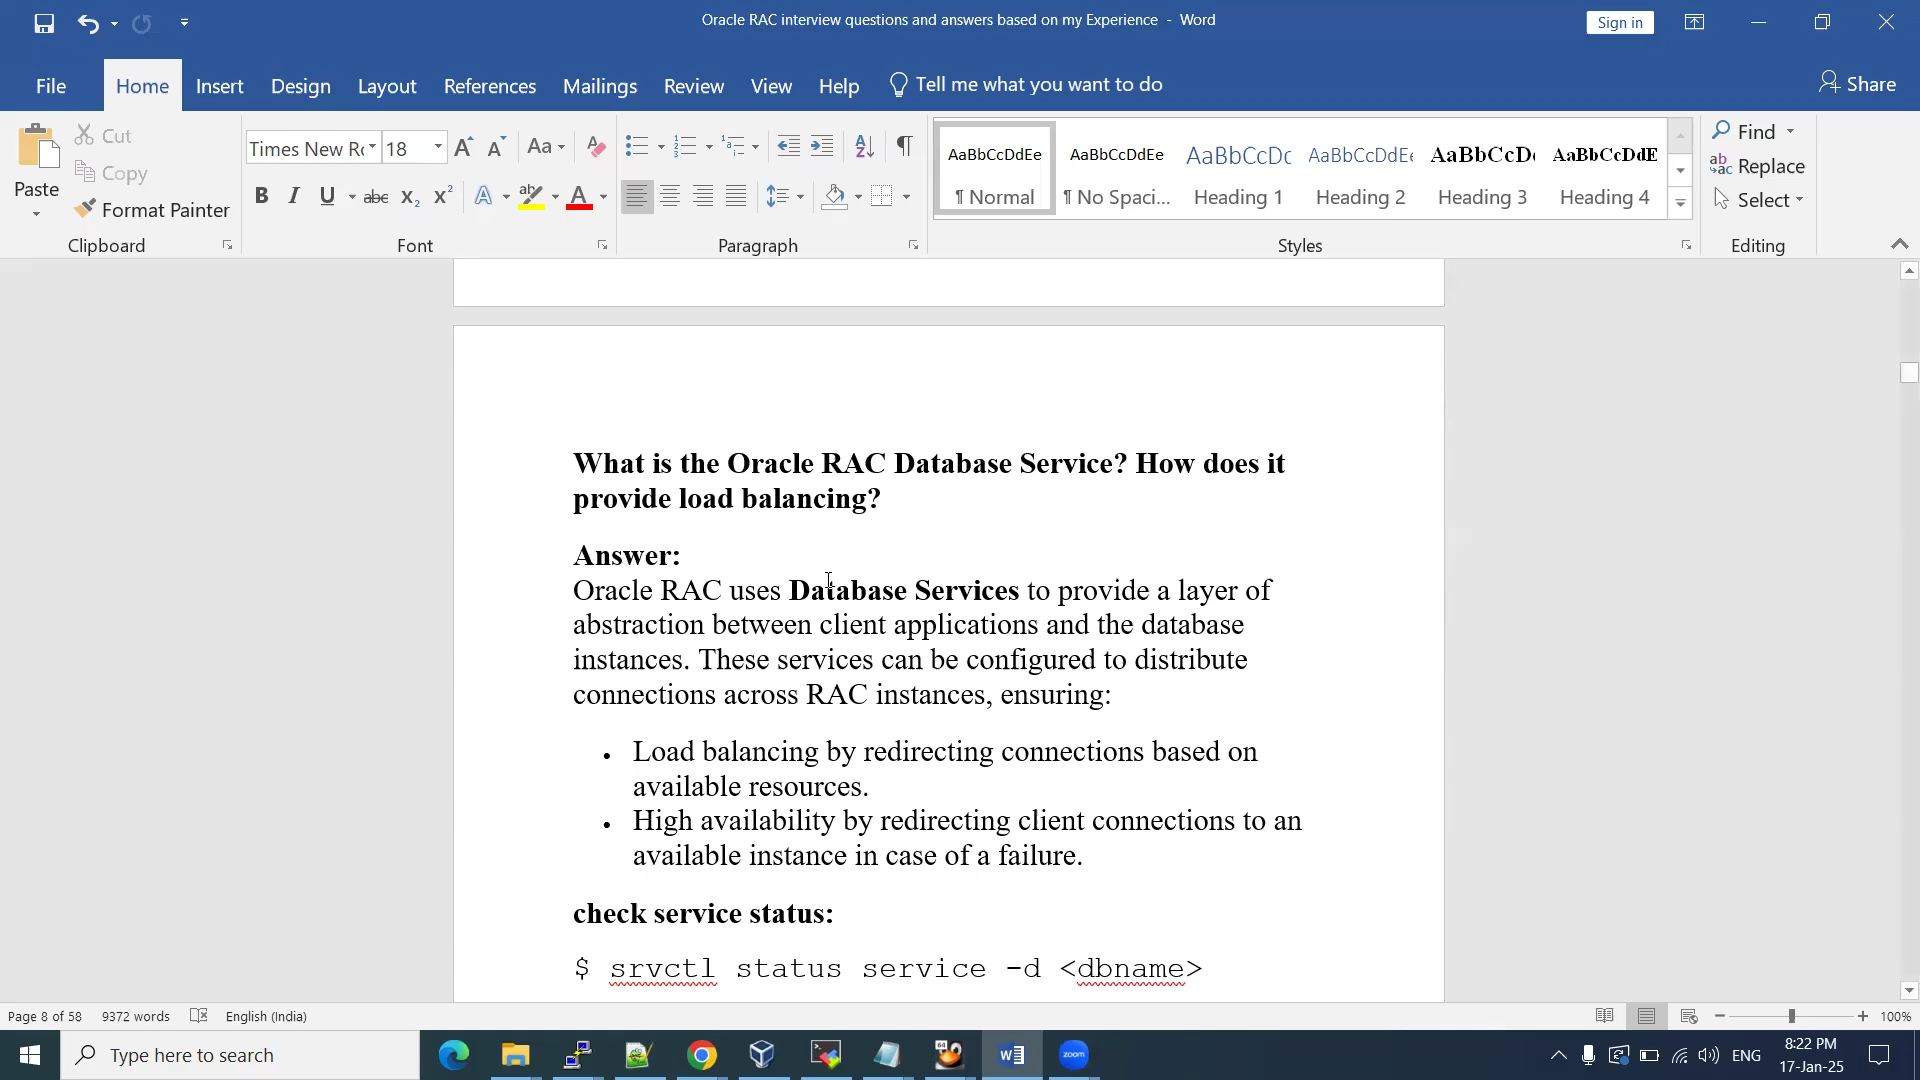 Oracle RAC interview questions and answers based on my Experience - Word
Sign in
File
Home
Insert
Design
Layout
References
Mailings
Review
View
Help
Tell me what you want to do
Share
Paste
Cut
Copy
Format Painter
Clipboard
Times New Rc
18
Aa
B I U abc X₂ X²
Font
Paragraph
AaBbCcDdEe
¶ Normal
AaBbCcDdEe
¶ No Spaci...
AaBbCcDc
Heading 1
AaBbCcDdEe
Heading 2
AaBbCcDc
Heading 3
AaBbCcDdE
Heading 4
Styles
Find
Replace
Select
Editing
What is the Oracle RAC Database Service? How does it
provide load balancing?
Answer:
Oracle RAC uses Database Services to provide a layer of
abstraction between client applications and the database
instances. These services can be configured to distribute
connections across RAC instances, ensuring:
• Load balancing by redirecting connections based on
available resources.
• High availability by redirecting client connections to an
available instance in case of a failure.
check service status:
$ srvctl status service -d <dbname>
Page 8 of 58
9372 words
English (India)
100%
Type here to search
zoom
ENG
8:22 PM
17-Jan-25